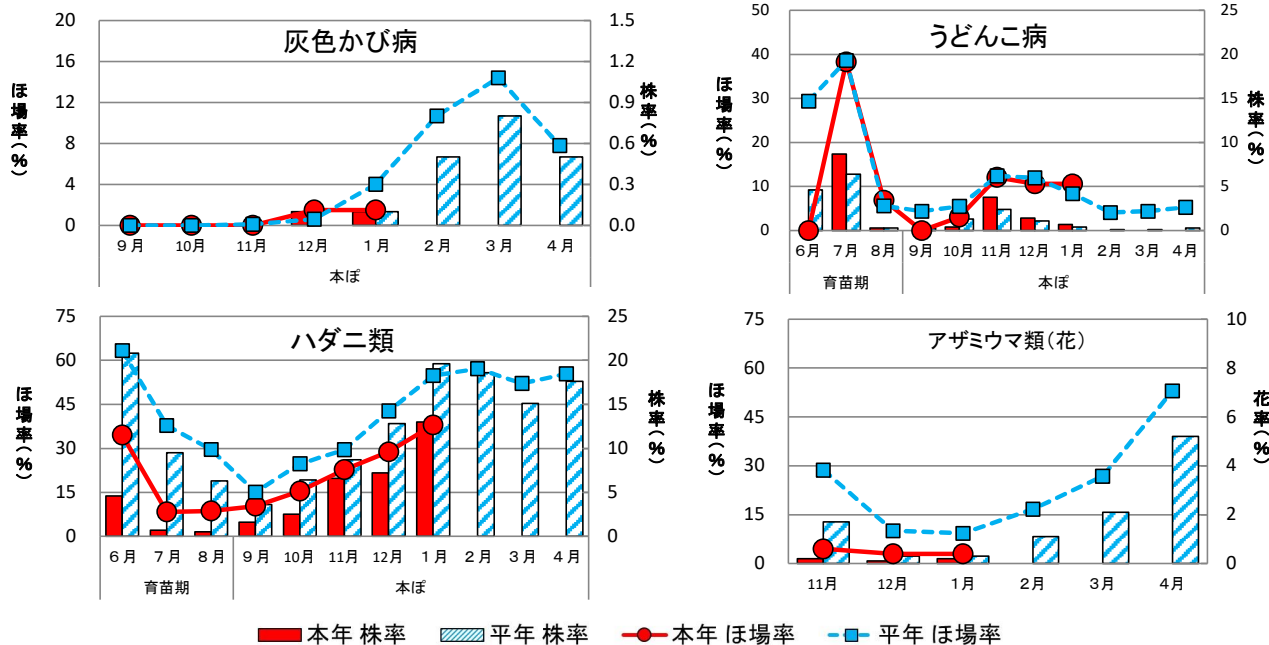 灰色かび病
ほ場率(%)
20
16
12
8
4
0
1.5
1.2
0.9
0.6
0.3
0.0
株率(%)
9月 10月 11月 12月 1月 2月 3月 4月
本ぽ
うどんこ病
ほ場率(%)
50
40
30
20
10
0
25
20
15
10
5
0
株率(%)
6月 7月 8月 9月 10月 11月 12月 1月 2月 3月 4月
育苗期 本ぽ
ハダニ類
ほ場率(%)
75
60
45
30
15
0
25
20
15
10
5
0
株率(%)
6月 7月 8月 9月 10月 11月 12月 1月 2月 3月 4月
育苗期 本ぽ
アザミウマ類(花)
ほ場率(%)
75
60
45
30
15
0
10
8
6
4
2
0
花率(%)
11月 12月 1月 2月 3月 4月
本年 株率 平年 株率 本年 ほ場率 平年 ほ場率